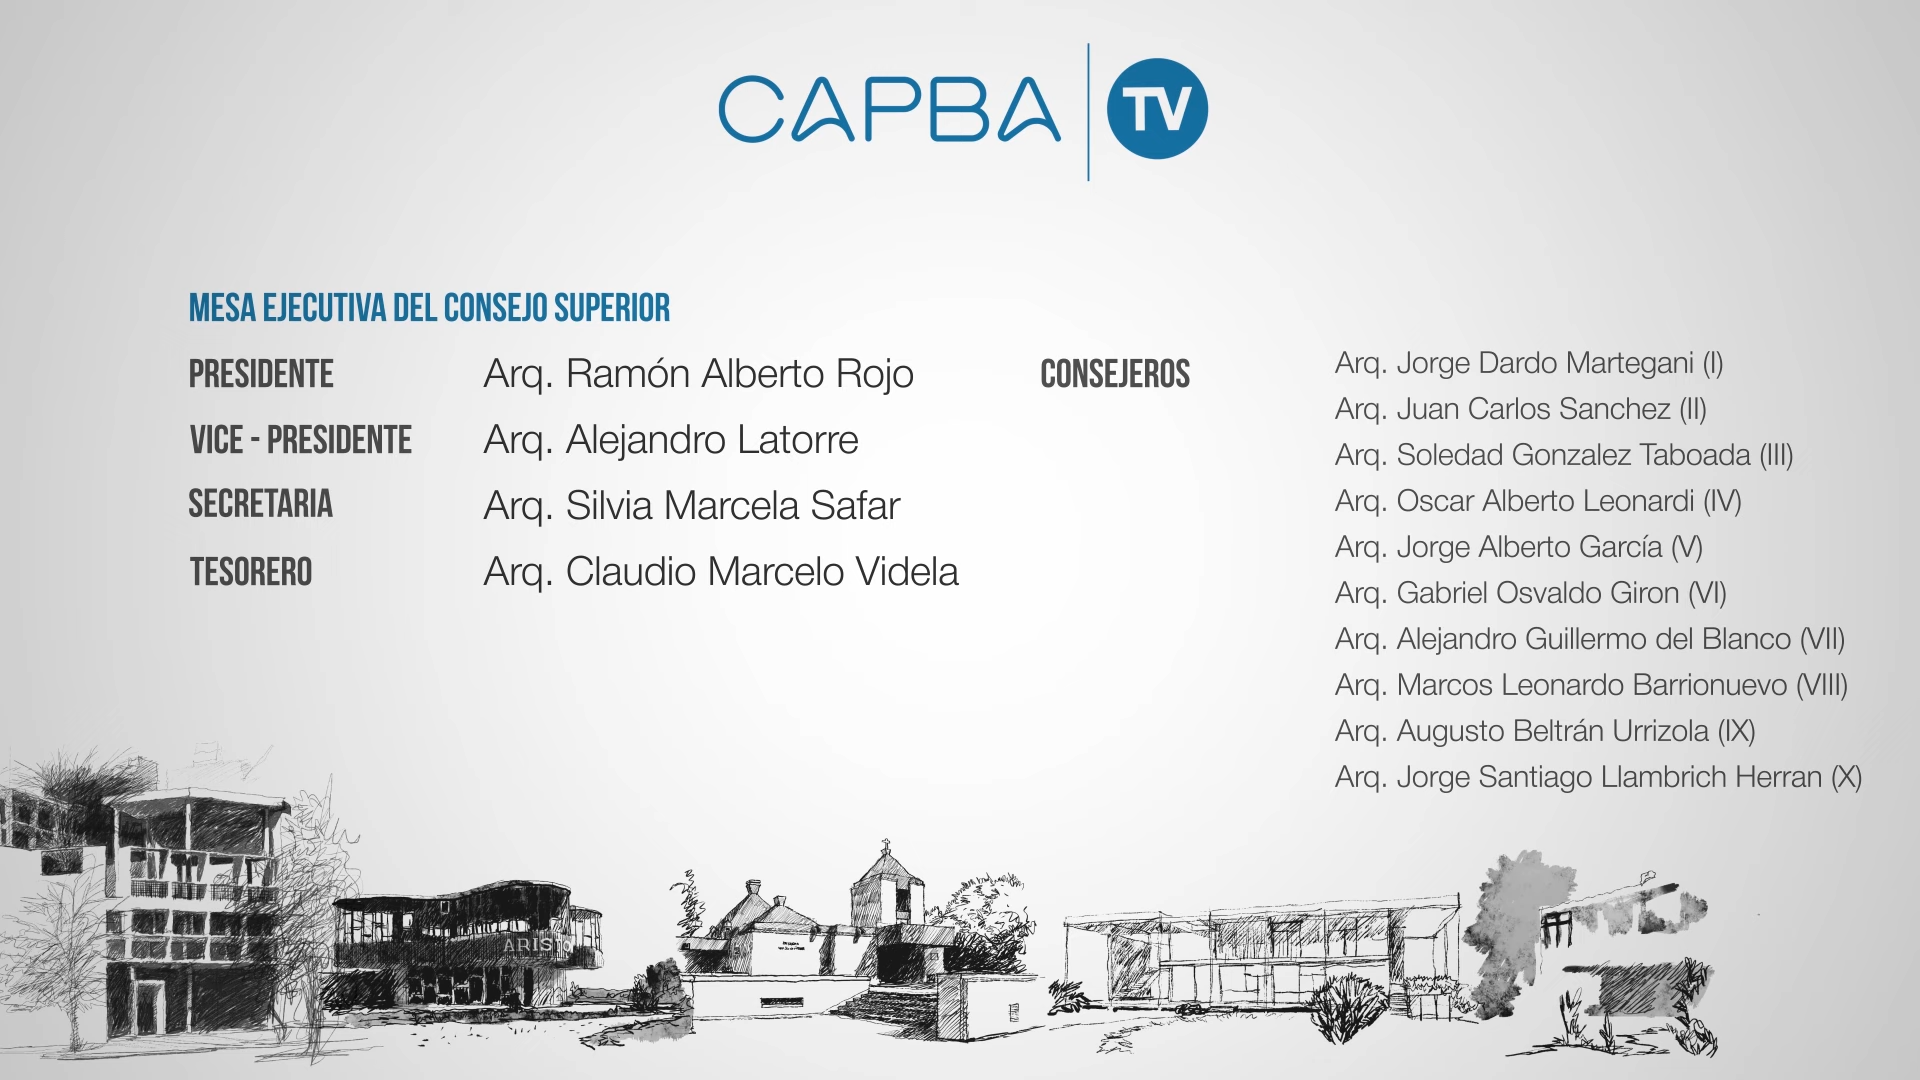 CAPBA TV
MESA EJECUTIVA DEL CONSEJO SUPERIOR
PRESIDENTE Arq. Ramón Alberto Rojo
VICE - PRESIDENTE Arq. Alejandro Latorre
SECRETARIA Arq. Silvia Marcela Safar
TESORERO Arq. Claudio Marcelo Videla
CONSEJEROS
Arq. Jorge Dardo Martegani (I)
Arq. Juan Carlos Sanchez (II)
Arq. Soledad Gonzalez Taboada (III)
Arq. Oscar Alberto Leonardi (IV)
Arq. Jorge Alberto García (V)
Arq. Gabriel Osvaldo Giron (VI)
Arq. Alejandro Guillermo del Blanco (VII)
Arq. Marcos Leonardo Barrionuevo (VIII)
Arq. Augusto Beltrán Urrizola (IX)
Arq. Jorge Santiago Llambrich Herran (X)
ARISTO